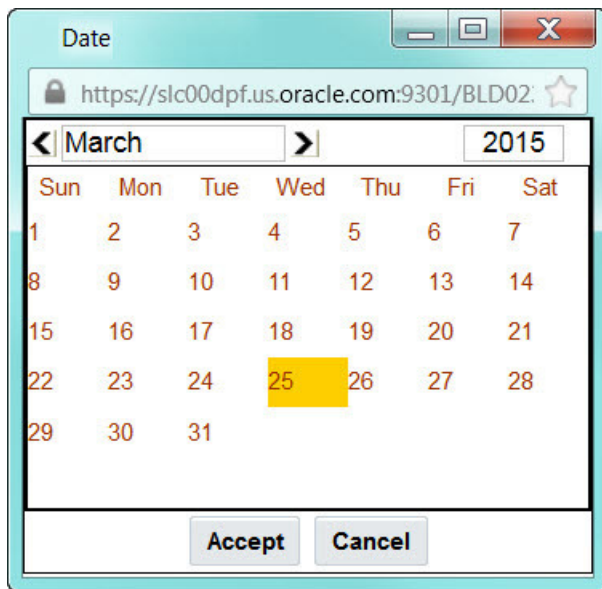 Date
https://slc00dpf.us.oracle.com:9301/BLD02
March 2015
Sun Mon Tue Wed Thu Fri Sat
1 2 3 4 5 6 7
8 9 10 11 12 13 14
15 16 17 18 19 20 21
22 23 24 25 26 27 28
29 30 31
Accept Cancel